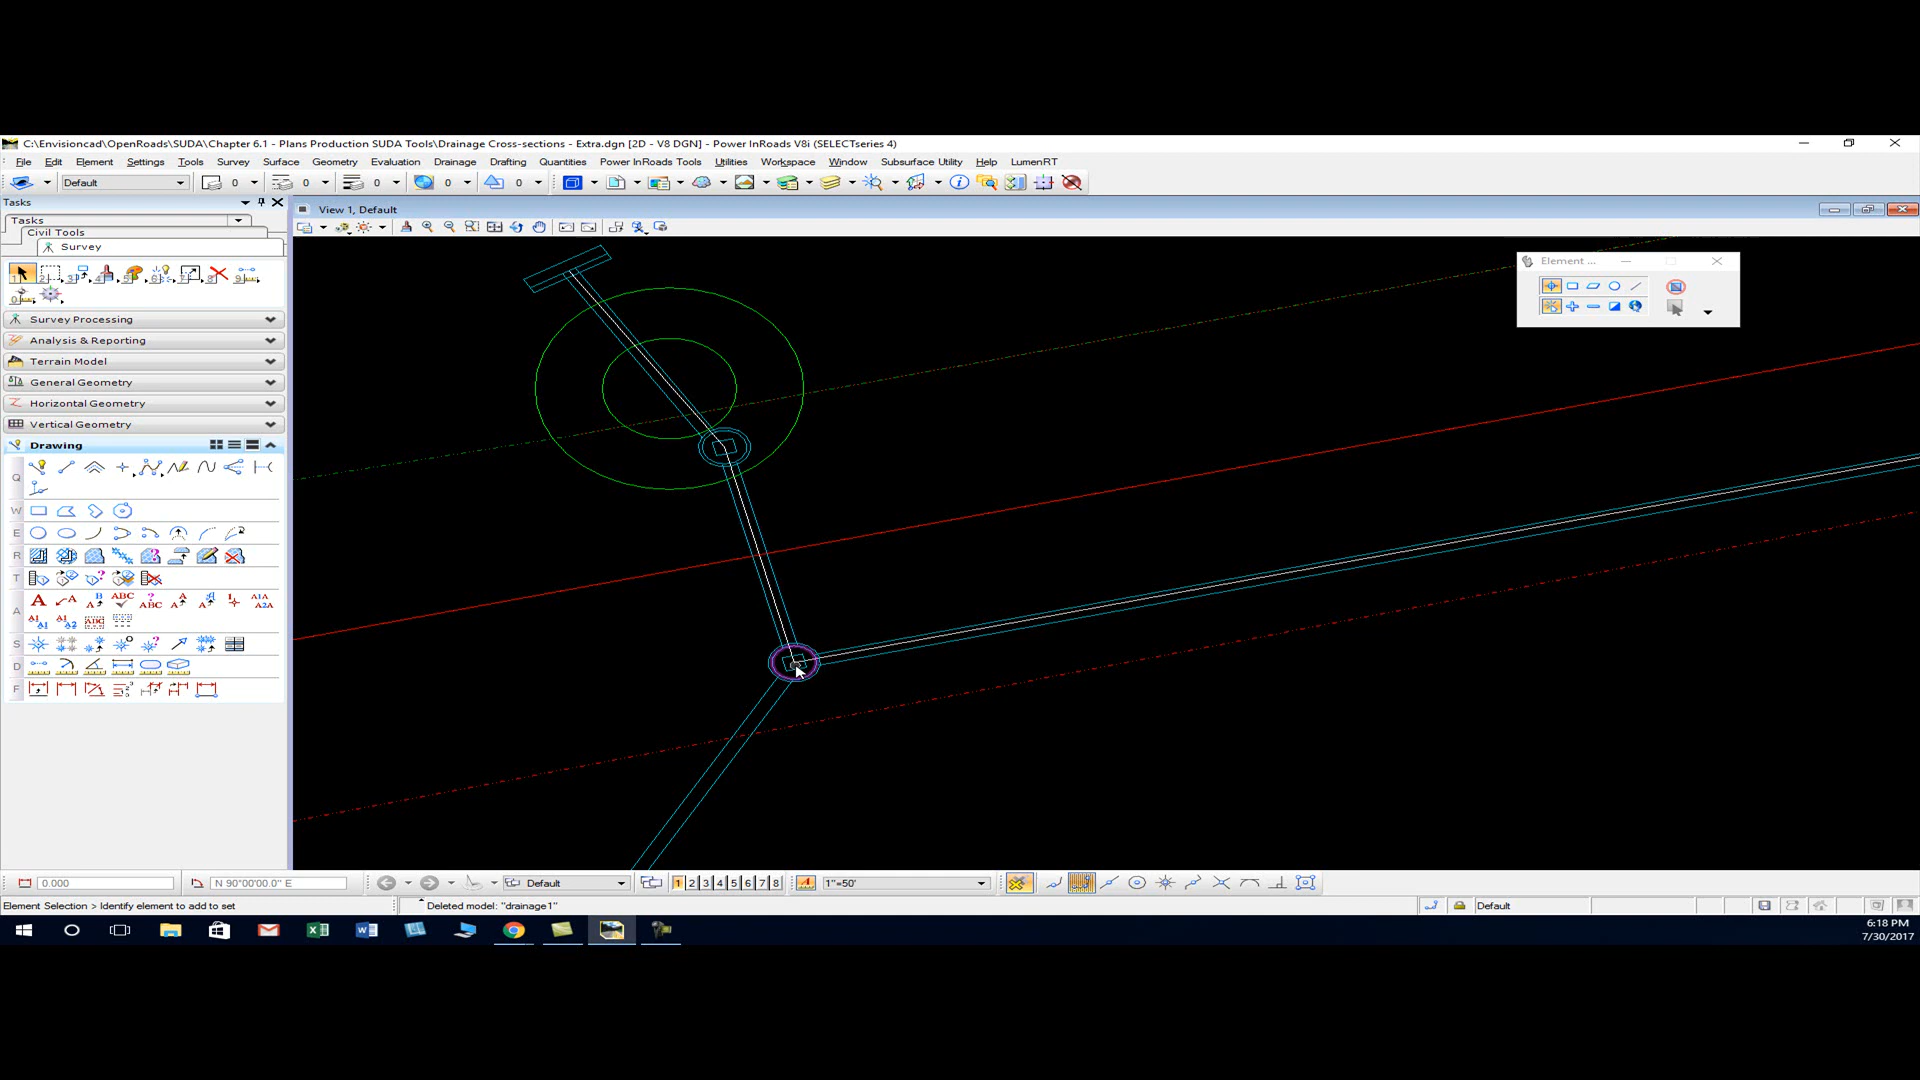 C:\Envisioncad\OpenRoads\SUDA\Chapter 6.1 - Plans Production SUDA Tools\Drainage Cross-sections - Extra.dgn [2D - V8 DGN] - Power InRoads V8i (SELECTseries 4)
File Edit Element Settings Tools Survey Surface Geometry Evaluation Drainage Drafting Quantities Power InRoads Tools Utilities Workspace Window Subsurface Utility Help LumenRT
Default 0 0 0 0 0
Tasks
View 1, Default
Tasks
Civil Tools
Survey
Element ...
Survey Processing
Analysis & Reporting
Terrain Model
General Geometry
Horizontal Geometry
Vertical Geometry
Drawing
Q
W
E
R
T
A
S
D
F
0.000 N 90°00'00.0" E Default 1 2 3 4 5 6 7 8 1"=50'
Element Selection > Identify element to add to set Deleted model: "drainage1" Default
6:18 PM
7/30/2017